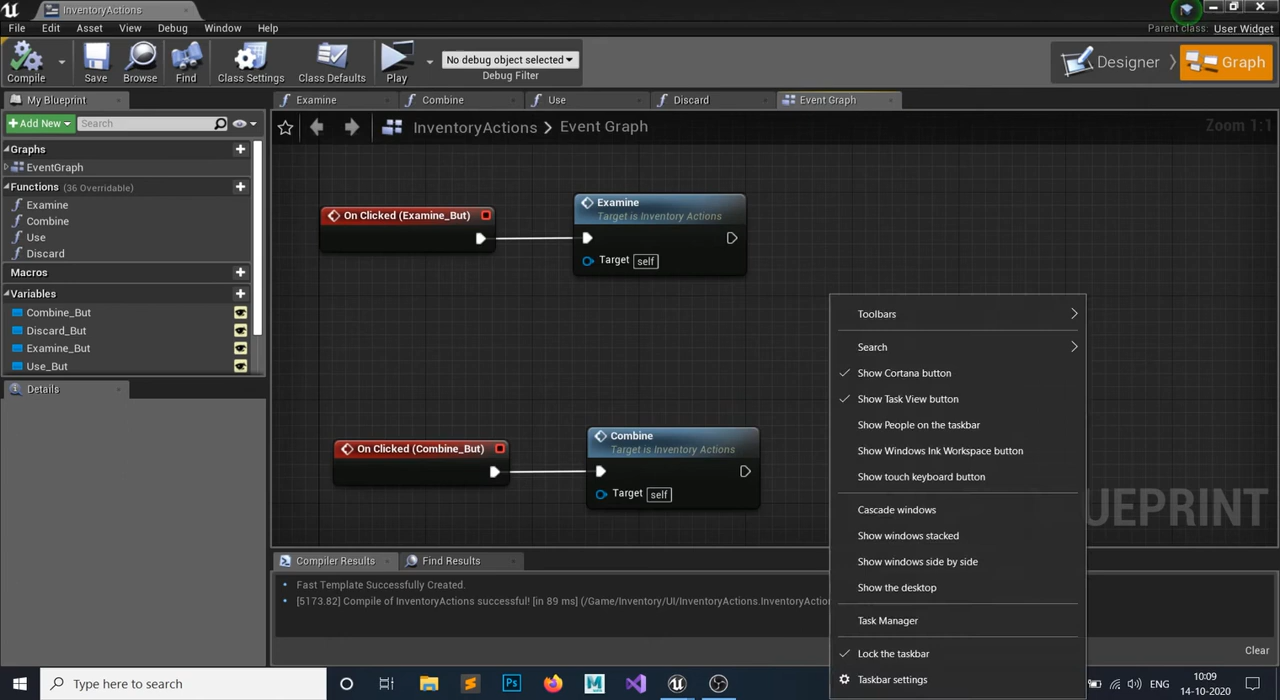 InventoryActions
File Edit Asset View Debug Window Help
Parent class: User Widget
Compile Save Browse Find Class Settings Class Defaults Play
No debug object selected
Debug Filter
Designer Graph
My Blueprint
Examine Combine Use Discard Event Graph
+Add New Search
InventoryActions > Event Graph
Zoom 1:1
Graphs
EventGraph
Functions (36 Overridable)
Examine
Combine
Use
Discard
Macros
Variables
Combine_But
Discard_But
Examine_But
Use_But
Details
On Clicked (Examine_But)
Examine
Target is Inventory Actions
Target self
On Clicked (Combine_But)
Combine
Target is Inventory Actions
Target self
UEPRINT
Toolbars
Search
Show Cortana button
Show Task View button
Show People on the taskbar
Show Windows Ink Workspace button
Show touch keyboard button
Cascade windows
Show windows stacked
Show windows side by side
Show the desktop
Task Manager
Lock the taskbar
Taskbar settings
Compiler Results Find Results
Fast Template Successfully Created.
[5173.82] Compile of InventoryActions successful! [in 89 ms] (/Game/Inventory/UI/InventoryActions.InventoryActio
Clear
Type here to search
Ps
M
ENG
10:09
14-10-2020